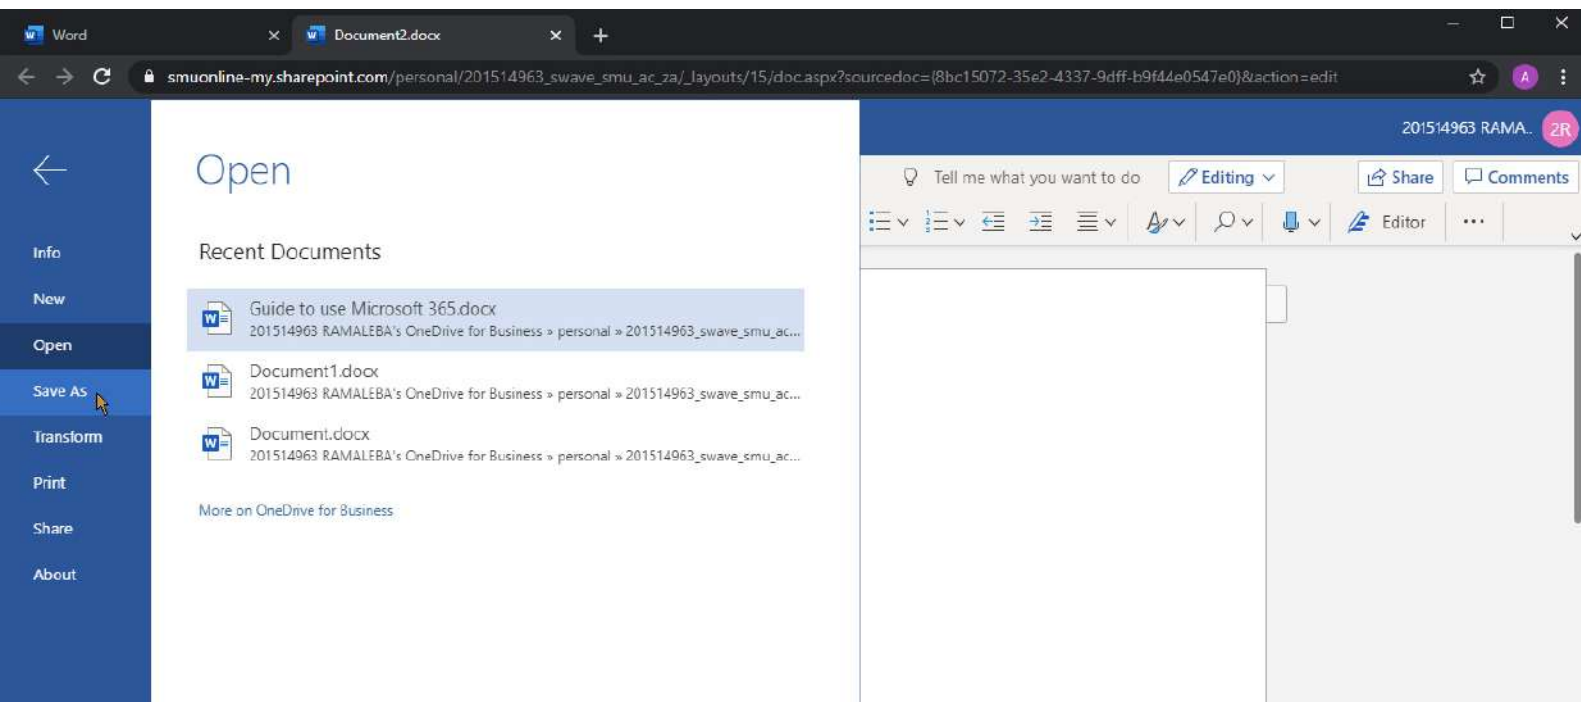 Word
Document2.docx
smuonline-my.sharepoint.com/personal/201514963_swave_smu_ac_za/_layouts/15/doc.aspx?sourcedoc={8bc15072-35e2-4337-9dff-b9f44e0547e0}&action=edit
A
201514963 RAMA..
2R
Open
Tell me what you want to do
Editing
Share
Comments
Editor
Info
New
Open
Save As
Transform
Print
Share
About
Recent Documents
Guide to use Microsoft 365.docx
201514963 RAMALEBA's OneDrive for Business » personal » 201514963_swave_smu_ac...
Document1.docx
201514963 RAMALEBA's OneDrive for Business » personal » 201514963_swave_smu_ac...
Document.docx
201514963 RAMALEBA's OneDrive for Business » personal » 201514963_swave_smu_ac...
More on OneDrive for Business